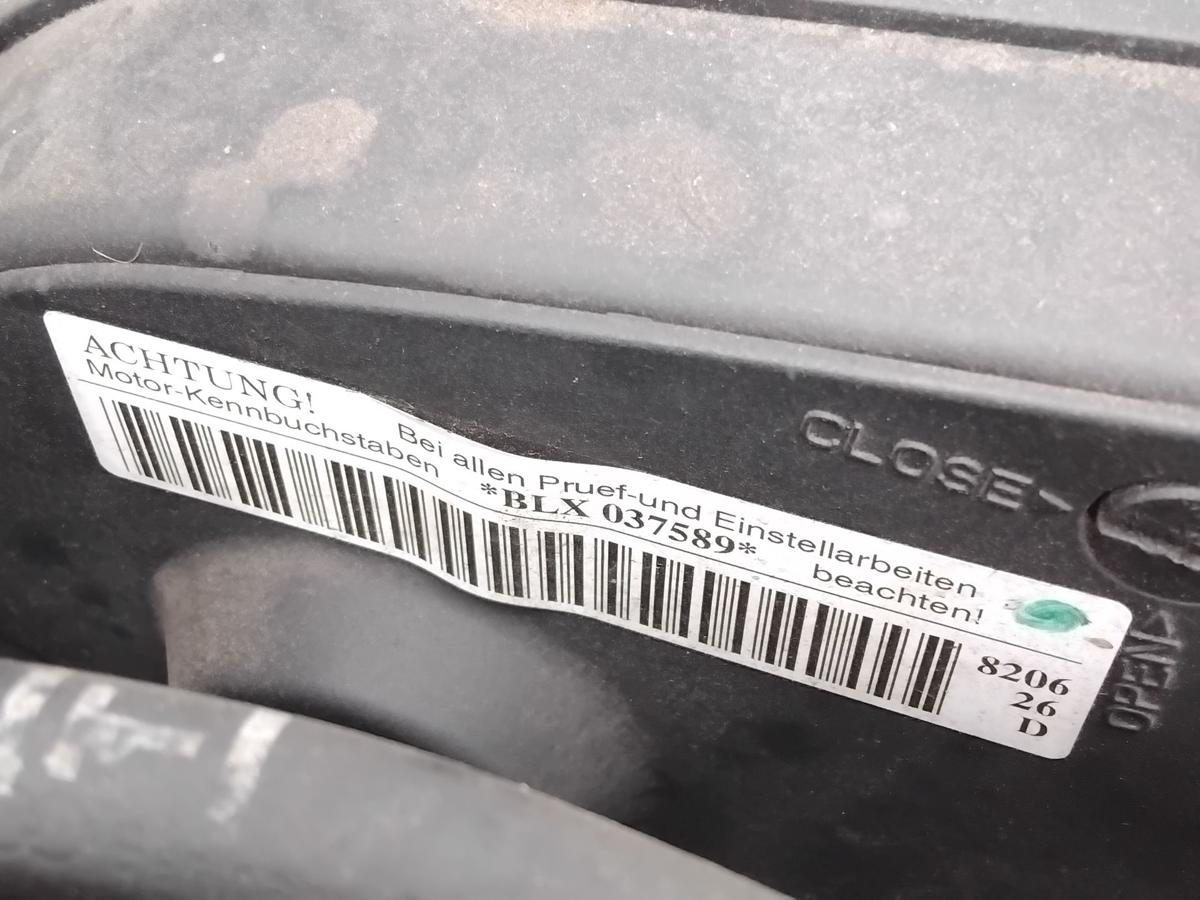 ACHTUNG! Bei allen Pruef-und Einstellarbeiten
Motor-Kennbuchstaben *BLX 037589* beachten!
8206
26
D
CLOSE>
OPEN>